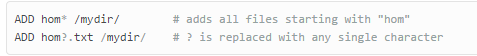 ADD hom* /mydir/        # adds all files starting with "hom"
ADD hom?.txt /mydir/    # ? is replaced with any single character